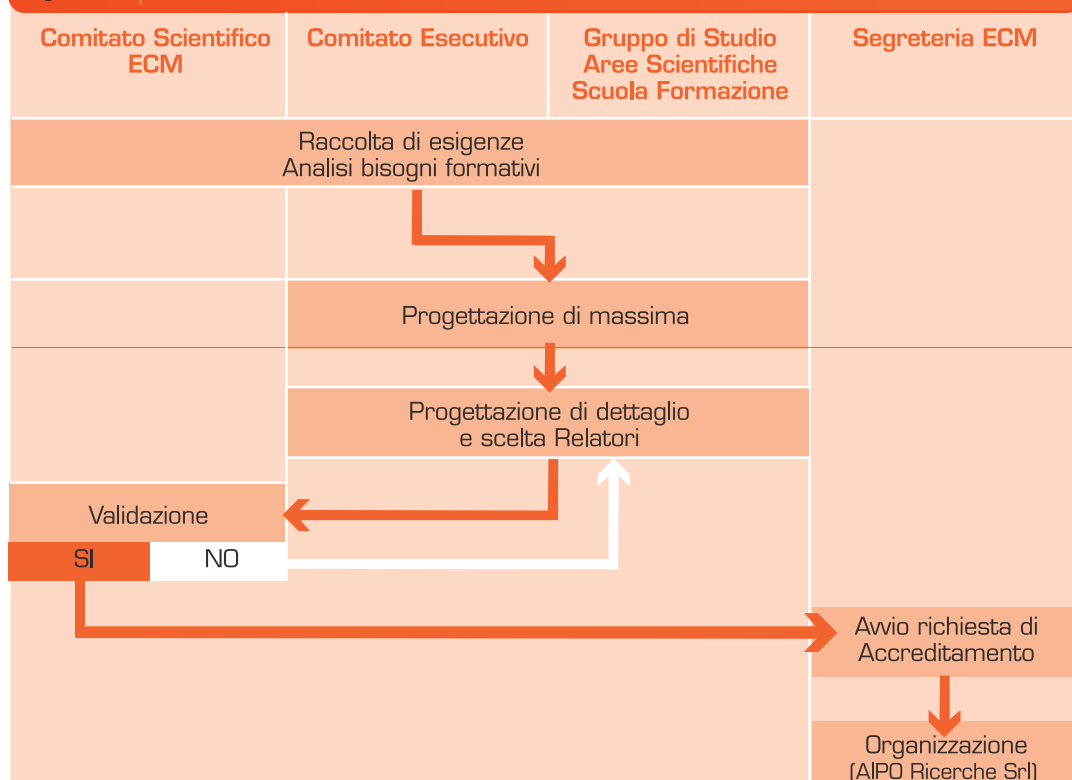 Comitato Scientifico
ECM
Comitato Esecutivo
Gruppo di Studio
Aree Scientifiche
Scuola Formazione
Segreteria ECM
Raccolta di esigenze
Analisi bisogni formativi
Progettazione di massima
Progettazione di dettaglio
e scelta Relatori
Validazione
SI
NO
Avvio richiesta di
Accreditamento
Organizzazione
(AIPO Ricerche Srl)